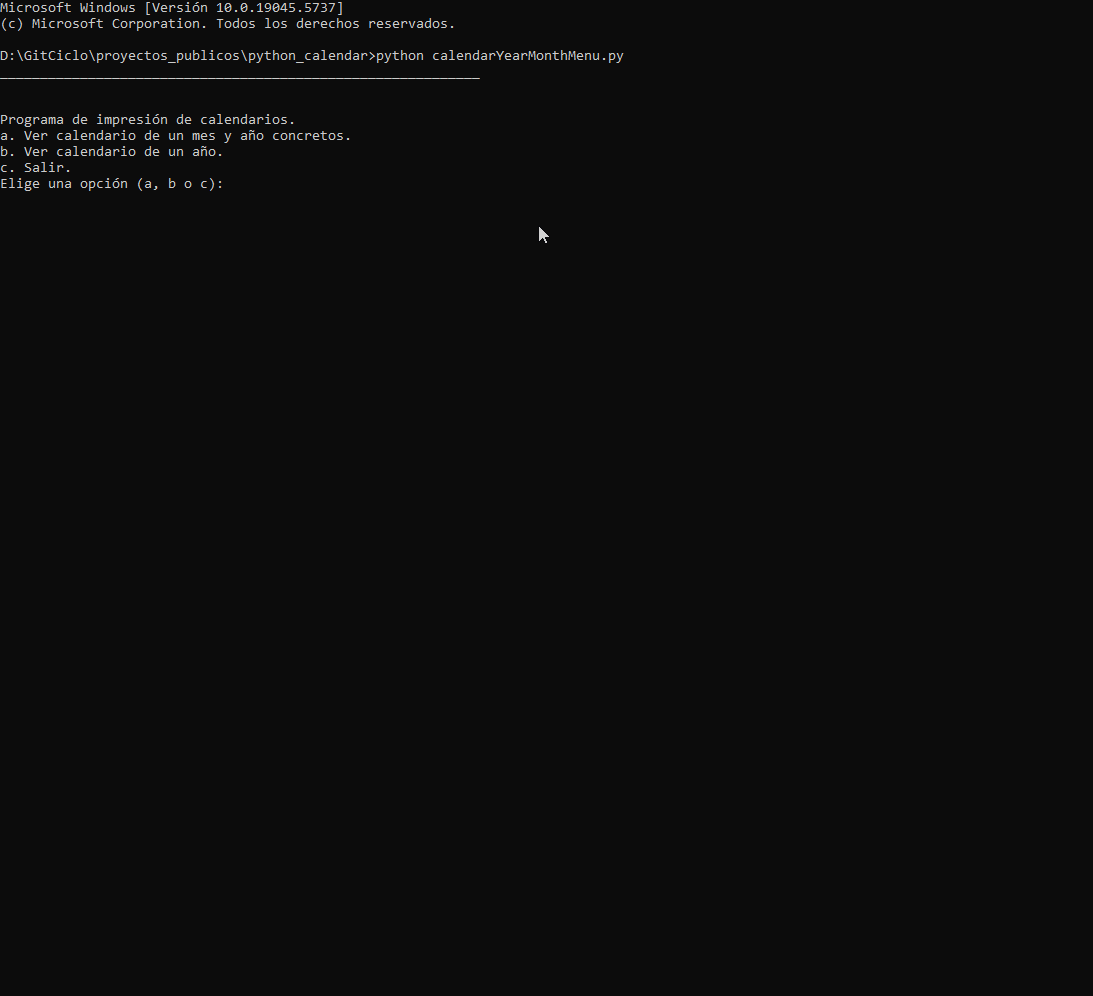 Microsoft Windows [Versión 10.0.19045.5737]
(c) Microsoft Corporation. Todos los derechos reservados.
D:\GitCiclo\proyectos_publicos\python_calendar>python calendarYearMonthMenu.py
____________________________________________________________
Programa de impresión de calendarios.
a. Ver calendario de un mes y año concretos.
b. Ver calendario de un año.
c. Salir.
Elige una opción (a, b o c):